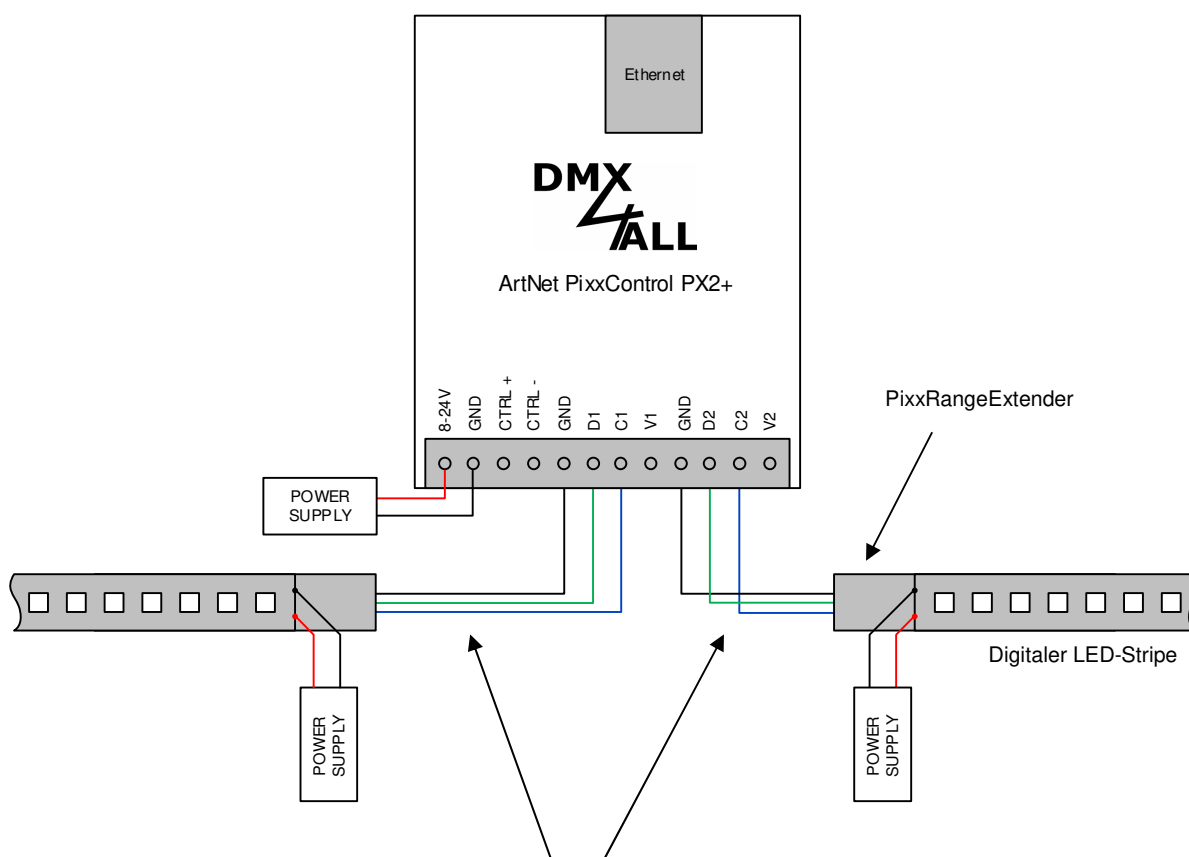 Ethernet
DMX
4
ALL
ArtNet PixxControl PX2+
8-24V
GND
CTRL +
CTRL -
GND
D1
C1
V1
GND
D2
C2
V2
PixxRangeExtender
POWER
SUPPLY
Digitaler LED-Stripe
POWER
SUPPLY
POWER
SUPPLY